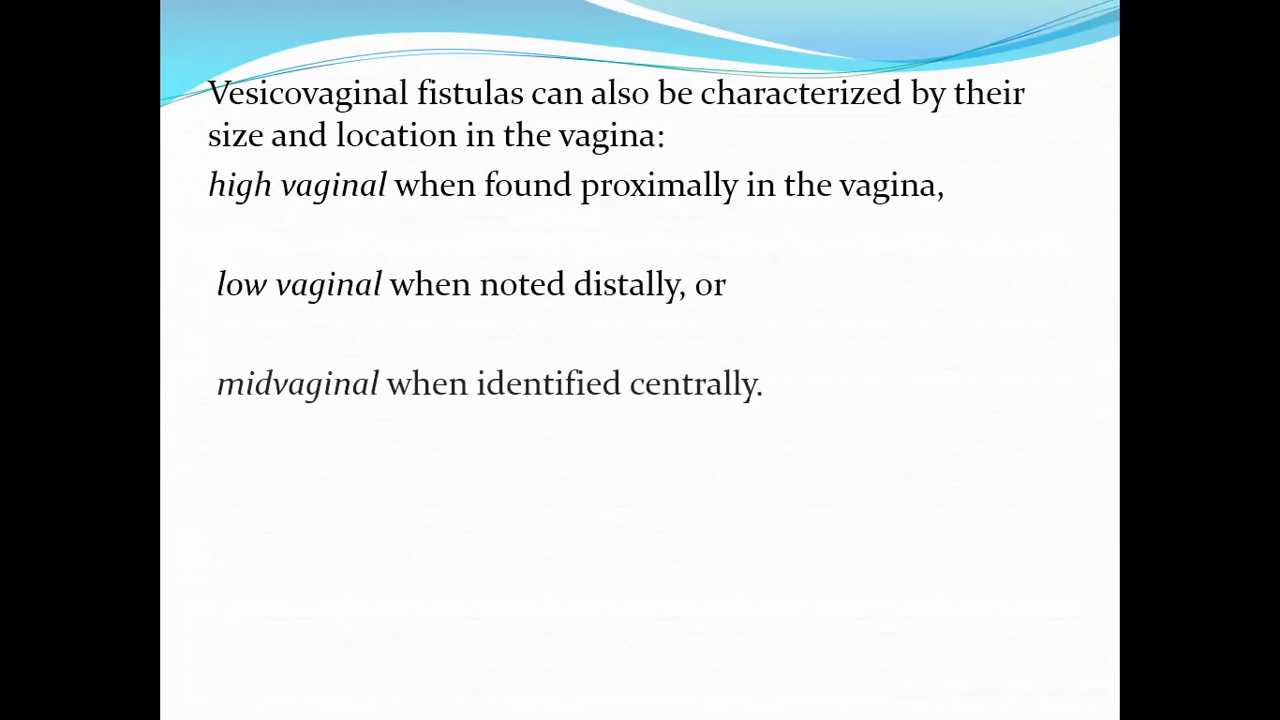 Vesicovaginal fistulas can also be characterized by their
size and location in the vagina:
high vaginal when found proximally in the vagina,
low vaginal when noted distally, or
midvaginal when identified centrally.